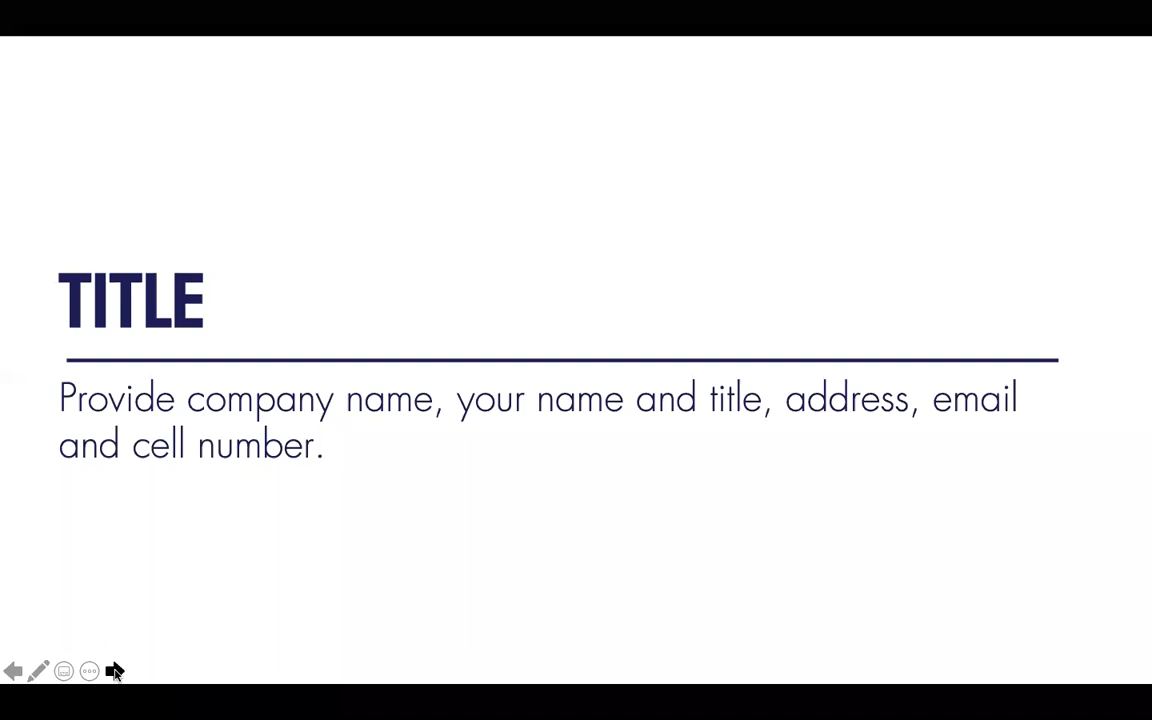 TITLE
Provide company name, your name and title, address, email
and cell number.